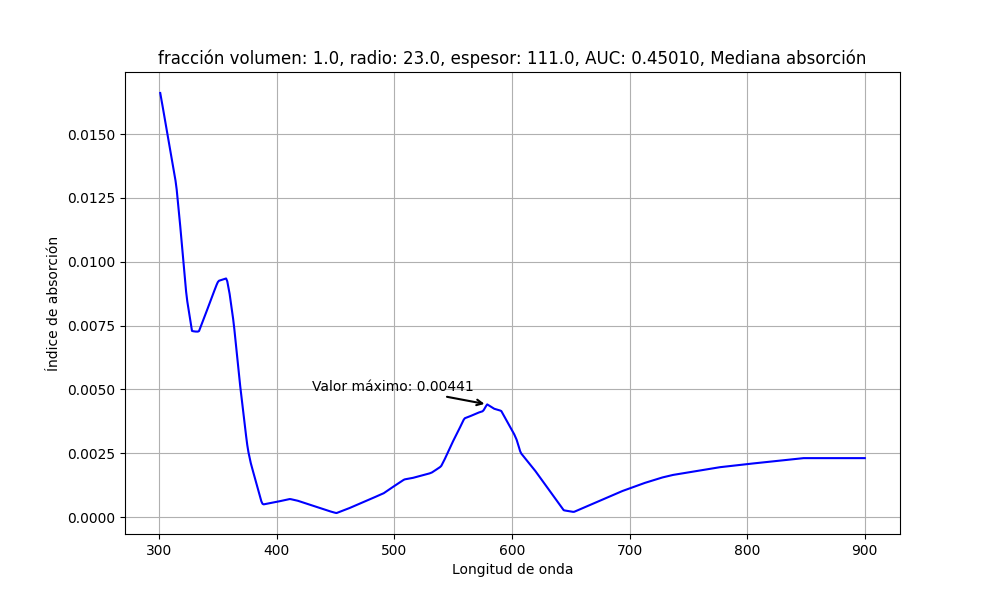 fracción volumen: 1.0, radio: 23.0, espesor: 111.0, AUC: 0.45010, Mediana absorción
Índice de absorción
0.0150
0.0125
0.0100
0.0075
0.0050
0.0025
0.0000
Valor máximo: 0.00441
300 400 500 600 700 800 900
Longitud de onda